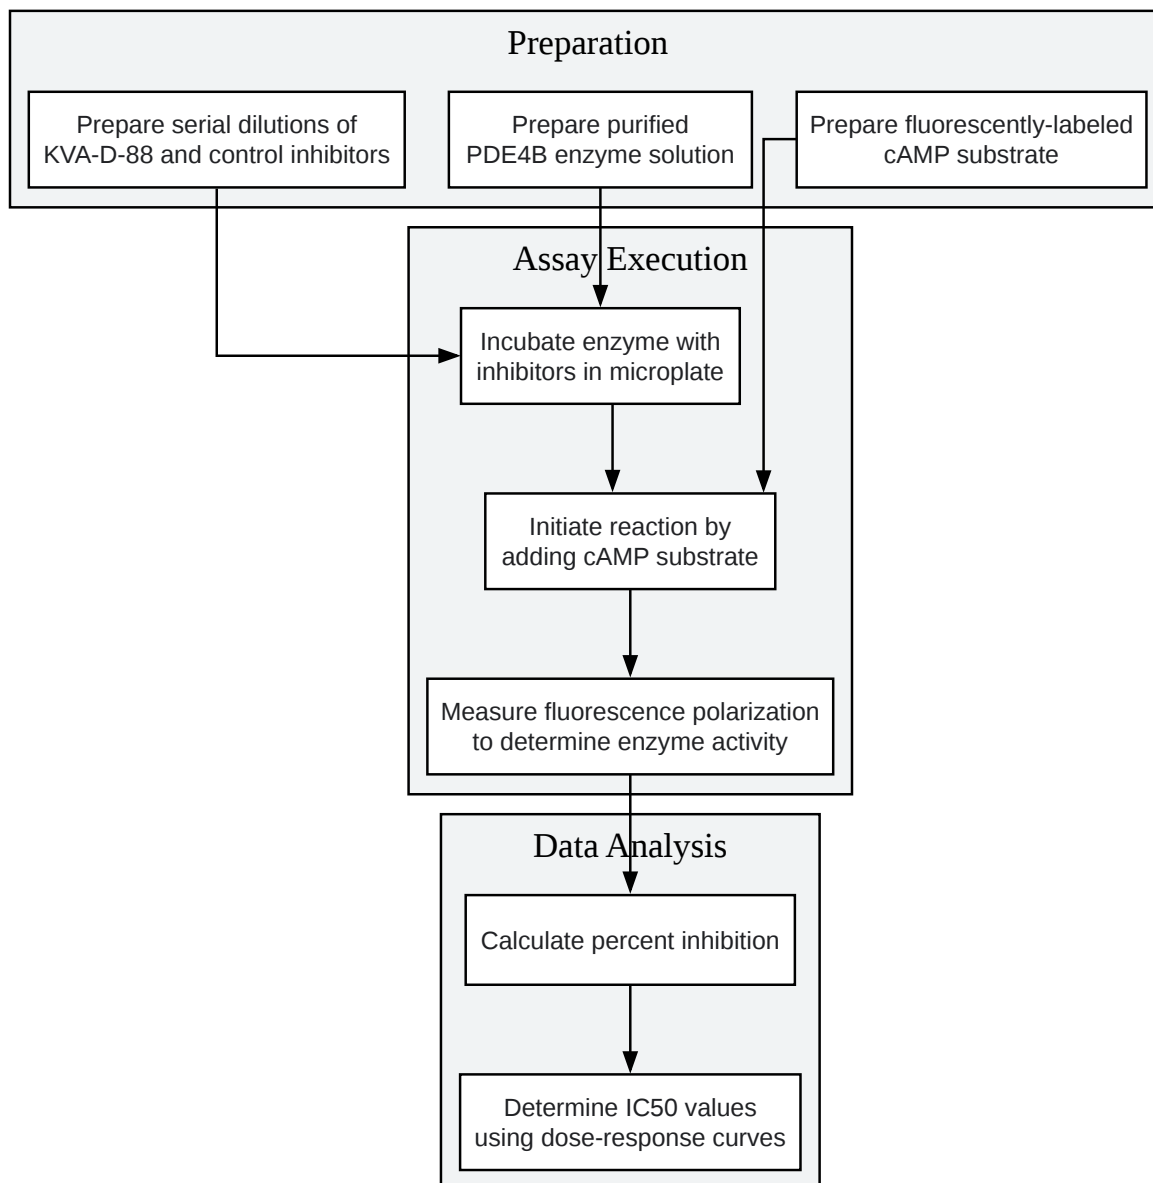 Preparation
Prepare serial dilutions of
KVA-D-88 and control inhibitors
Prepare purified
PDE4B enzyme solution
Prepare fluorescently-labeled
cAMP substrate
Assay Execution
Incubate enzyme with
inhibitors in microplate
Initiate reaction by
adding cAMP substrate
Measure fluorescence polarization
to determine enzyme activity
Data Analysis
Calculate percent inhibition
Determine IC50 values
using dose-response curves